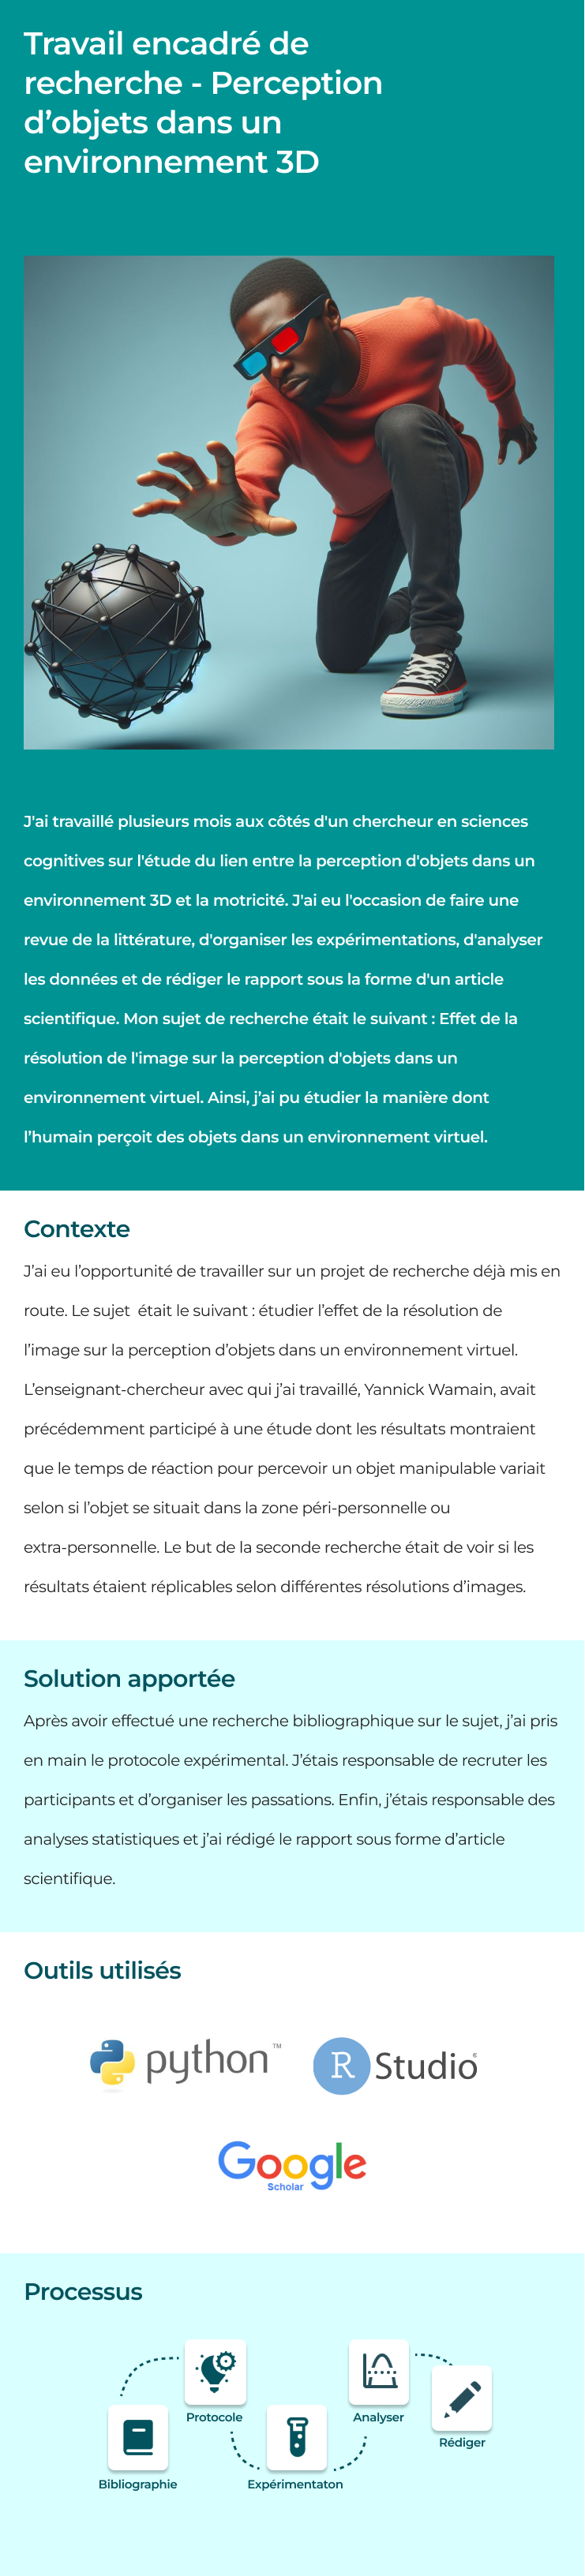 Travail encadré de
recherche - Perception
d’objets dans un
environnement 3D
J'ai travaillé plusieurs mois aux côtés d'un chercheur en sciences
cognitives sur l'étude du lien entre la perception d'objets dans un
environnement 3D et la motricité. J'ai eu l'occasion de faire une
revue de la littérature, d'organiser les expérimentations, d'analyser
les données et de rédiger le rapport sous la forme d'un article
scientifique. Mon sujet de recherche était le suivant : Effet de la
résolution de l'image sur la perception d'objets dans un
environnement virtuel. Ainsi, j’ai pu étudier la manière dont
l’humain perçoit des objets dans un environnement virtuel.
Contexte
J’ai eu l’opportunité de travailler sur un projet de recherche déjà mis en
route. Le sujet  était le suivant : étudier l’effet de la résolution de
l’image sur la perception d’objets dans un environnement virtuel.
L’enseignant-chercheur avec qui j’ai travaillé, Yannick Wamain, avait
précédemment participé à une étude dont les résultats montraient
que le temps de réaction pour percevoir un objet manipulable variait
selon si l’objet se situait dans la zone péri-personnelle ou
extra-personnelle. Le but de la seconde recherche était de voir si les
résultats étaient réplicables selon différentes résolutions d’images.
Solution apportée
Après avoir effectué une recherche bibliographique sur le sujet, j’ai pris
en main le protocole expérimental. J’étais responsable de recruter les
participants et d’organiser les passations. Enfin, j’étais responsable des
analyses statistiques et j’ai rédigé le rapport sous forme d’article
scientifique.
Outils utilisés
python™
R Studio®
Google
Scholar
Processus
Protocole
Analyser
Rédiger
Bibliographie
Expérimentaton